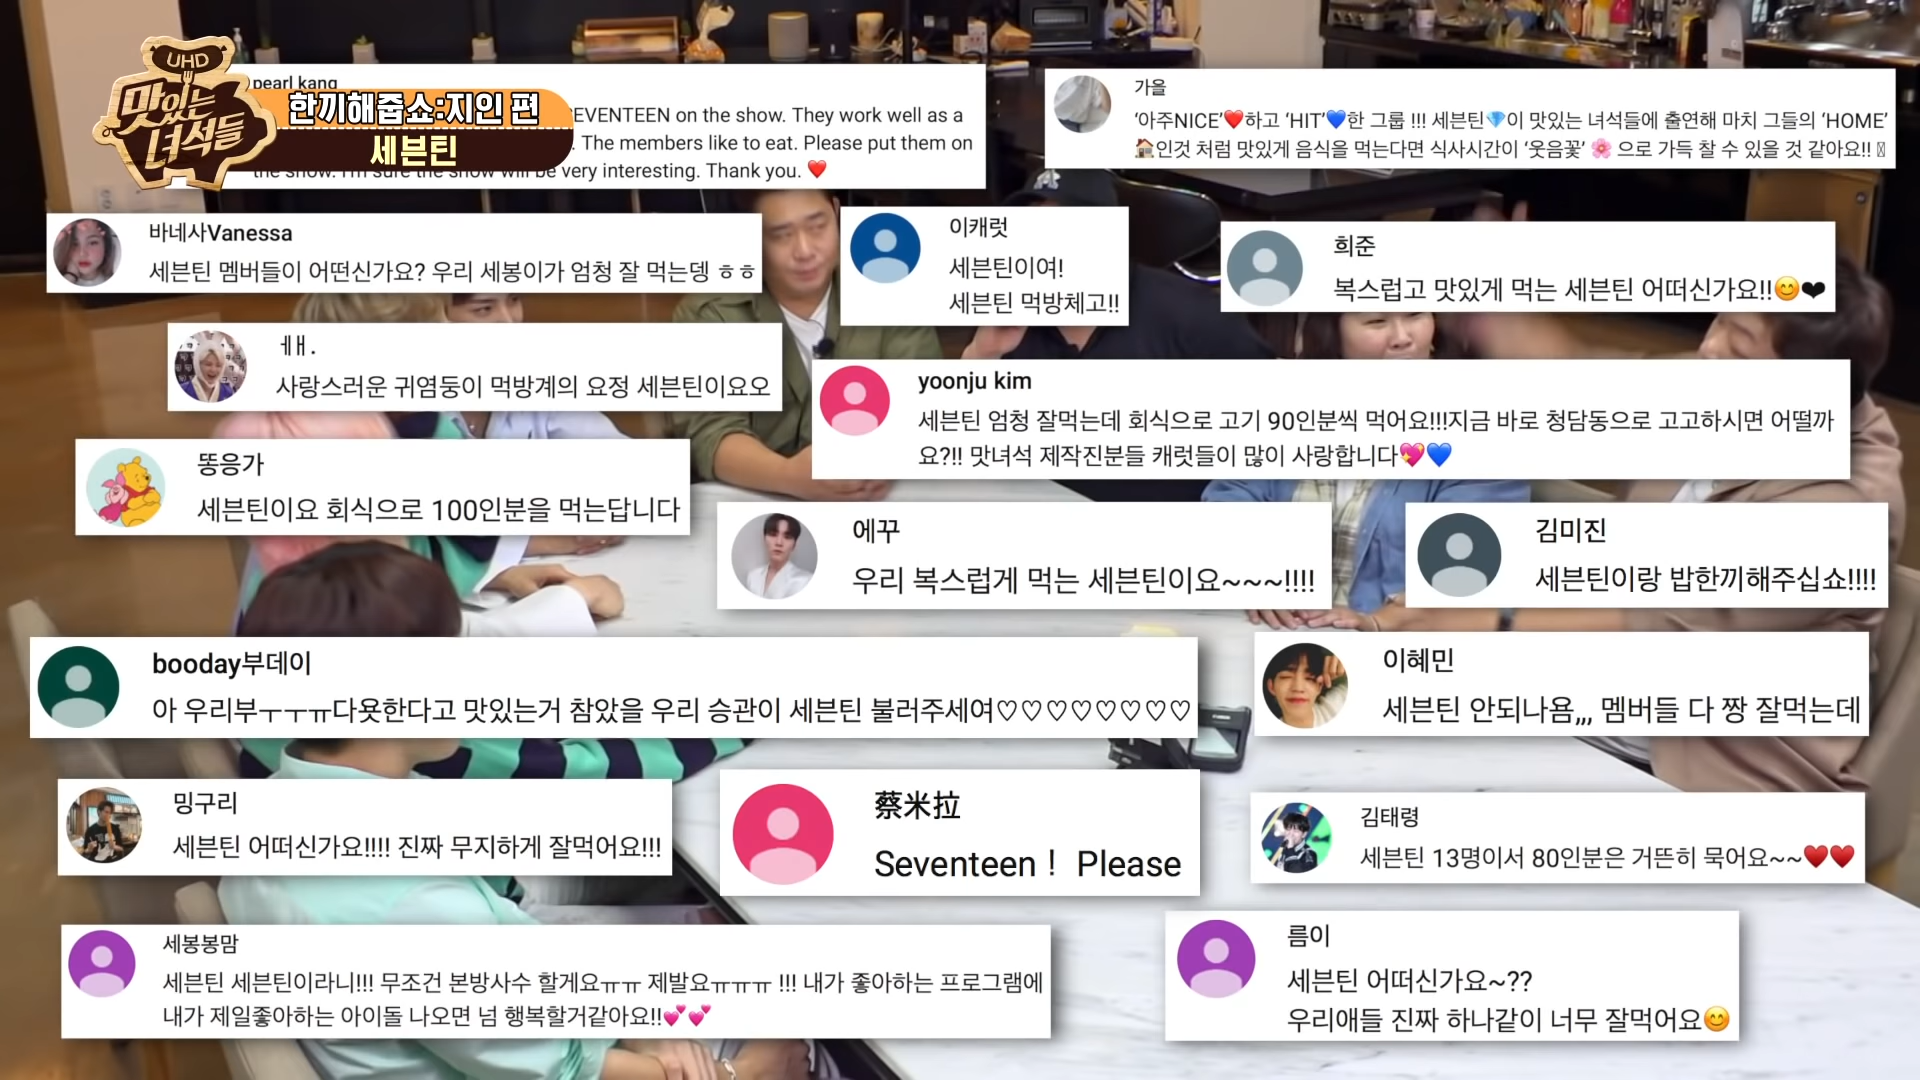 UHD
맛있는
녀석들
한끼해줍쇼:지인 편
세븐틴
pearl kang
SEVENTEEN on the show. They work well as a
. The members like to eat. Please put them on
the show. I'm sure the show will be very interesting. Thank you. ❤️
가을
‘아주NICE’❤️하고 ‘HIT’💙한 그룹 !!! 세븐틴💎이 맛있는 녀석들에 출연해 마치 그들의 ‘HOME’
🏠인것 처럼 맛있게 음식을 먹는다면 식사시간이 ‘웃음꽃’🌸 으로 가득 찰 수 있을 것 같아요!!
바네사Vanessa
세븐틴 멤버들이 어떤신가요? 우리 세봉이가 엄청 잘 먹는뎅 ㅎㅎ
이캐럿
세븐틴이여!
세븐틴 먹방체고!!
희준
복스럽고 맛있게 먹는 세븐틴 어떠신가요!!😊❤
ㅔㅐ.
사랑스러운 귀염둥이 먹방계의 요정 세븐틴이요오
yoonju kim
세븐틴 엄청 잘먹는데 회식으로 고기 90인분씩 먹어요!!!지금 바로 청담동으로 고고하시면 어떨까
요?!! 맛녀석 제작진분들 캐럿들이 많이 사랑합니다💖💙
똥응가
세븐틴이요 회식으로 100인분을 먹는답니다
에꾸
우리 복스럽게 먹는 세븐틴이요~~~!!!!
김미진
세븐틴이랑 밥한끼해주십쇼!!!!
booday부데이
아 우리부ㅜㅜㅠ다욧한다고 맛있는거 참았을 우리 승관이 세븐틴 불러주세여♡♡♡♡♡♡♡♡
이혜민
세븐틴 안되나욤,,, 멤버들 다 짱 잘먹는데
밍구리
세븐틴 어떠신가요!!!! 진짜 무지하게 잘먹어요!!!
蔡米拉
Seventeen！ Please
김태령
세븐틴 13명이서 80인분은 거뜬히 묵어요~~❤️❤️
세봉봉맘
세븐틴 세븐틴이라니!!! 무조건 본방사수 할게요ㅠㅠ 제발요ㅠㅠㅠ !!! 내가 좋아하는 프로그램에
내가 제일좋아하는 아이돌 나오면 넘 행복할거같아요!!💕💕
름이
세븐틴 어떠신가요~??
우리애들 진짜 하나같이 너무 잘먹어요😊